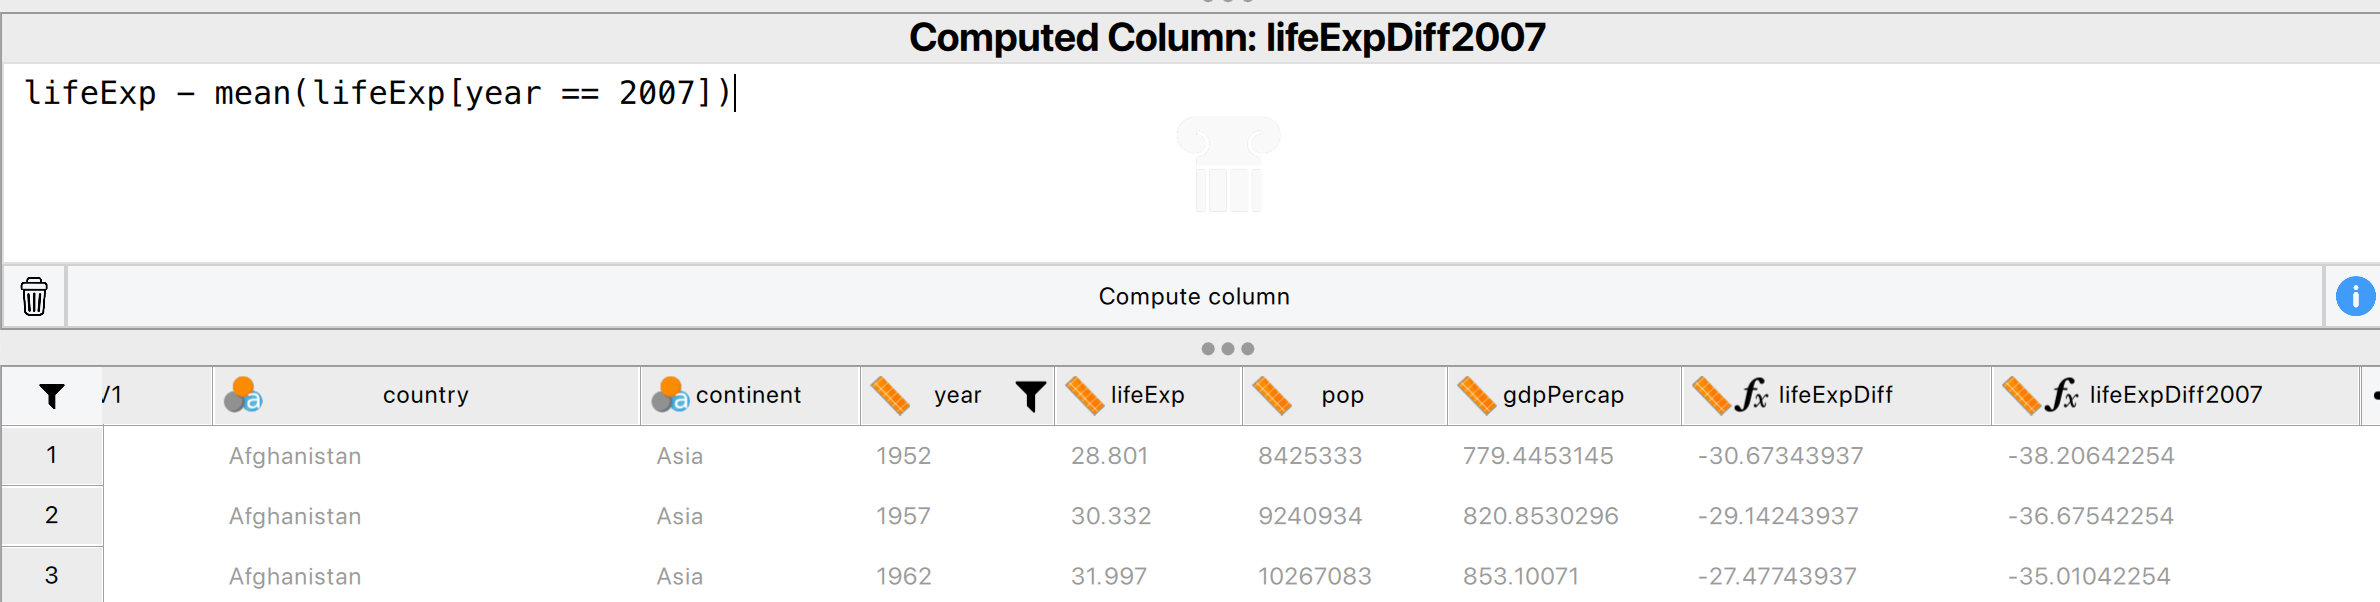 Computed Column: lifeExpDiff2007
lifeExp - mean(lifeExp[year == 2007])
Compute column
country continent year lifeExp pop gdpPercap lifeExpDiff lifeExpDiff2007
1 Afghanistan Asia 1952 28.801 8425333 779.4453145 -30.67343937 -38.20642254
2 Afghanistan Asia 1957 30.332 9240934 820.8530296 -29.14243937 -36.67542254
3 Afghanistan Asia 1962 31.997 10267083 853.10071 -27.47743937 -35.01042254